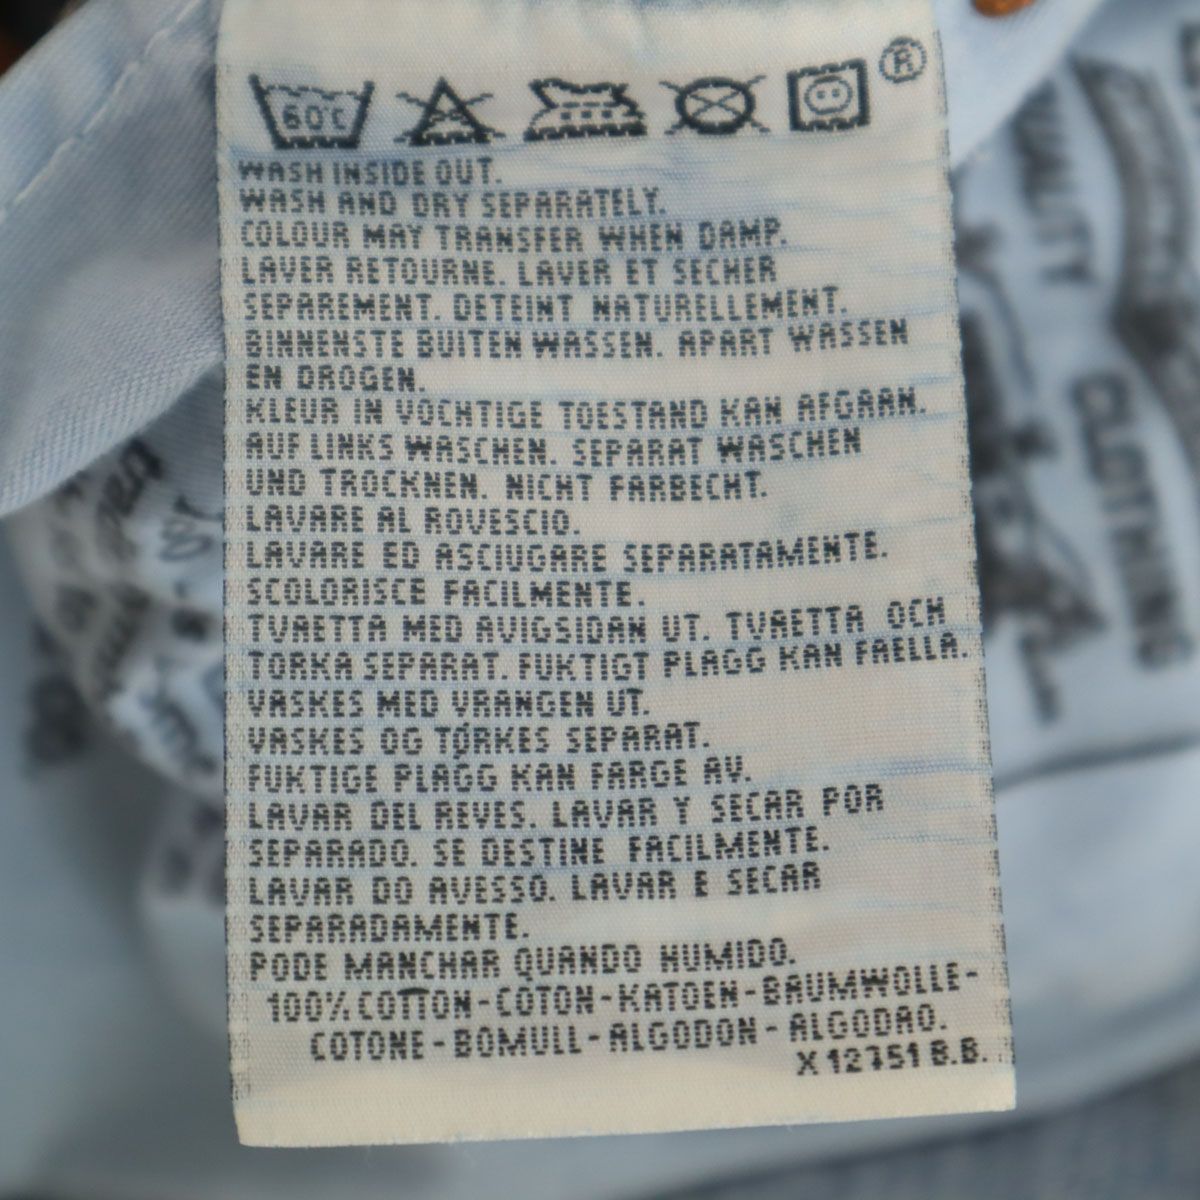 60C
®
WASH INSIDE OUT.
WASH AND DRY SEPARATELY.
COLOUR MAY TRANSFER WHEN DAMP.
LAVER RETOURNE. LAVER ET SECHER
SEPAREMENT. DETEINT NATURELLEMENT.
BINNENSTE BUITEN WASSEN. APART WASSEN
EN DROGEN.
KLEUR IN VOCHTIGE TOESTAND KAN AFGAAN.
AUF LINKS WASCHEN. SEPARAT WASCHEN
UND TROCKNEN. NICHT FARBECHT.
LAVARE AL ROVESCIO.
LAVARE ED ASCIUGARE SEPARATAMENTE.
SCOLORISCE FACILMENTE.
TVAETTA MED AVIGSIDAN UT. TVAETTA OCH
TORKA SEPARAT. FUKTIGT PLAGG KAN FAELLA.
VASKES MED VRANGEN UT.
VASKES OG TØRKES SEPARAT.
FUKTIGE PLAGG KAN FARGE AV.
LAVAR DEL REVES. LAVAR Y SECAR POR
SEPARADO. SE DESTINE FACILMENTE.
LAVAR DO AVESSO. LAVAR E SECAR
SEPARADAMENTE.
PODE MANCHAR QUANDO HUMIDO.
100% COTTON-COTON-KATOEN-BAUMWOLLE-
COTONE-BOMULL-ALGODON-ALGODAO.
X 12751 B.B.
QUALITY
CLOTHING